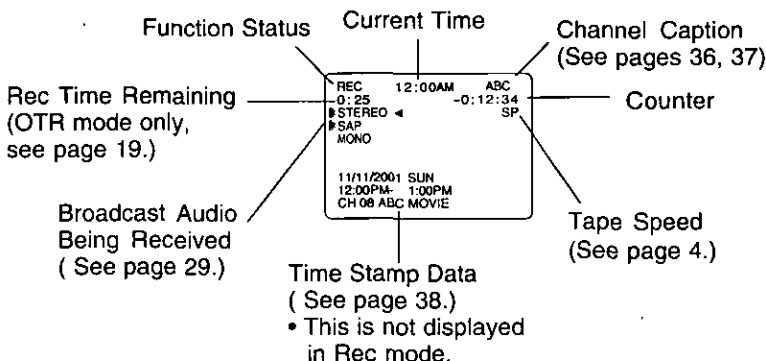 Function Status
Current Time
Channel Caption
(See pages 36, 37)
Rec Time Remaining
(OTR mode only,
see page 19.)
REC 12:00AM ABC
0:25 -0:12:34
STEREO SP
SAP
MONO
11/11/2001 SUN
12:00PM- 1:00PM
CH 08 ABC MOVIE
Counter
Broadcast Audio
Being Received
( See page 29.)
Tape Speed
(See page 4.)
Time Stamp Data
( See page 38.)
• This is not displayed
in Rec mode.